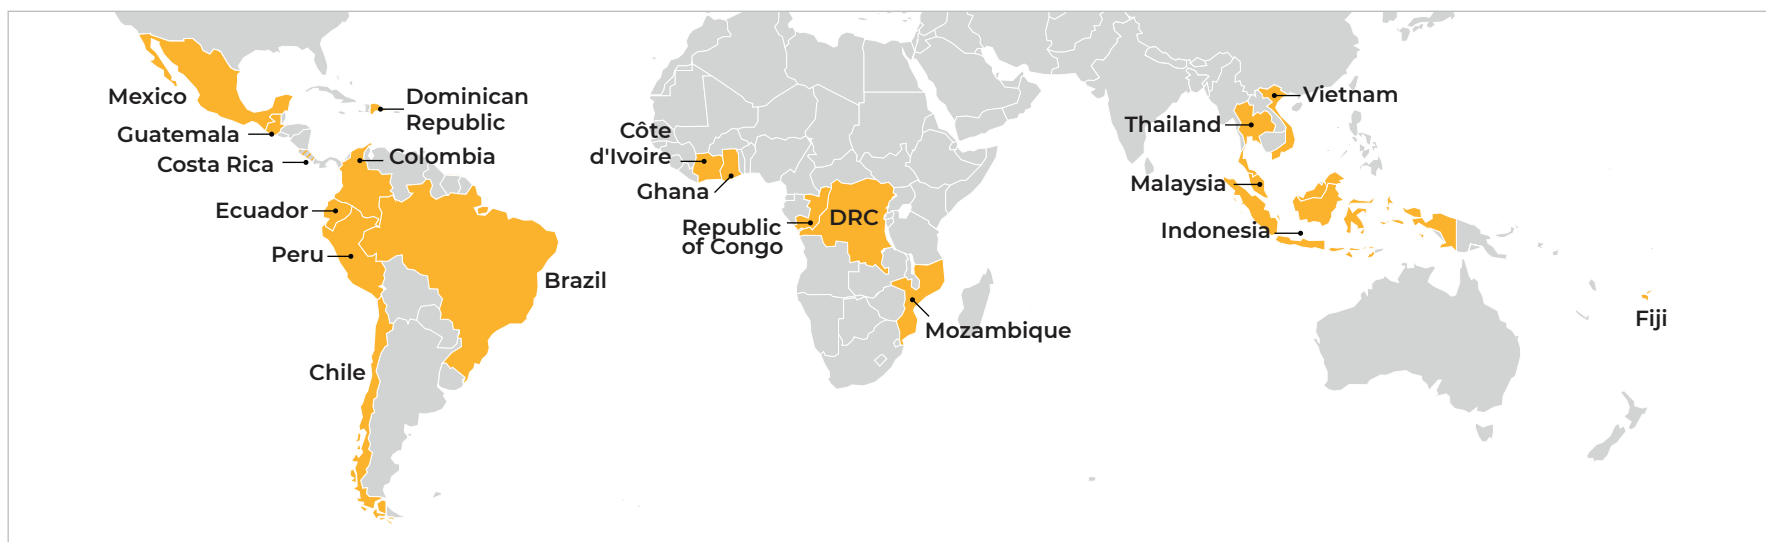 Mexico
Guatemala
Costa Rica
Dominican
Republic
Colombia
Ecuador
Peru
Brazil
Chile
Côte
d'Ivoire
Ghana
Republic
of Congo
DRC
Mozambique
Vietnam
Thailand
Malaysia
Indonesia
Fiji